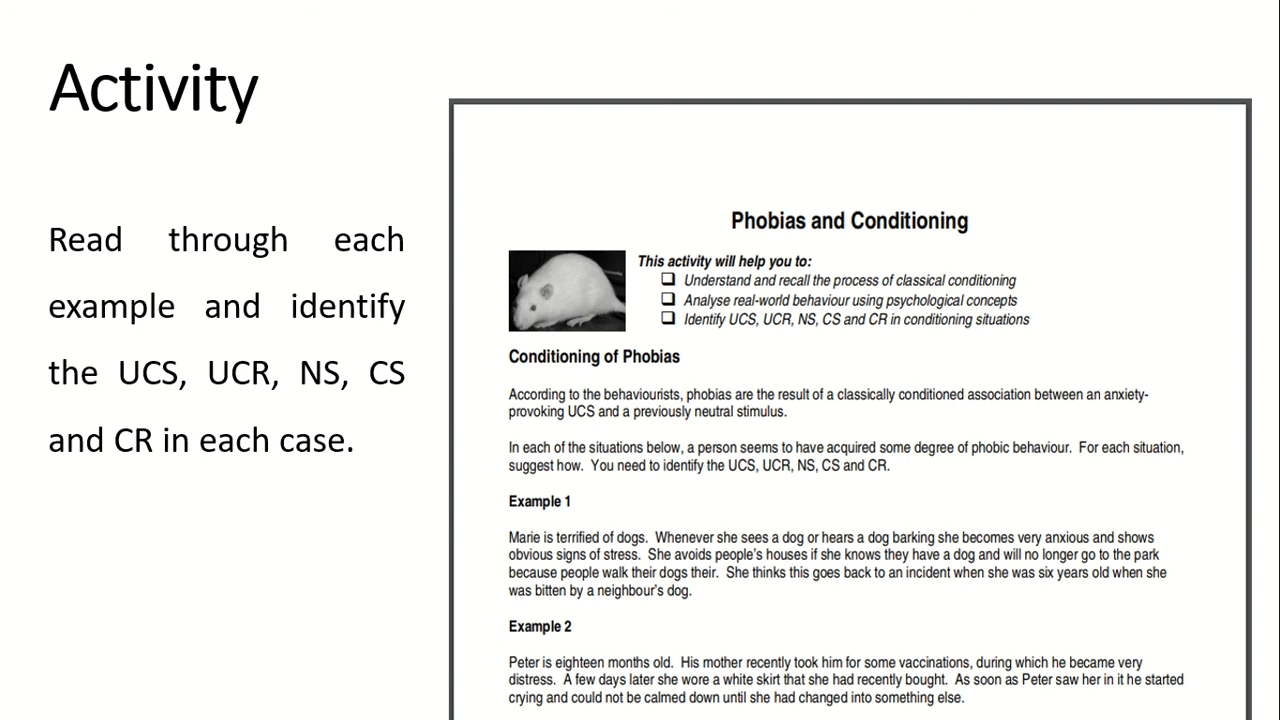 Activity
Read through each
example and identify
the UCS, UCR, NS, CS
and CR in each case.
Phobias and Conditioning
This activity will help you to:
❑ Understand and recall the process of classical conditioning
❑ Analyse real-world behaviour using psychological concepts
❑ Identify UCS, UCR, NS, CS and CR in conditioning situations
Conditioning of Phobias
According to the behaviourists, phobias are the result of a classically conditioned association between an anxiety-
provoking UCS and a previously neutral stimulus.
In each of the situations below, a person seems to have acquired some degree of phobic behaviour. For each situation,
suggest how. You need to identify the UCS, UCR, NS, CS and CR.
Example 1
Marie is terrified of dogs. Whenever she sees a dog or hears a dog barking she becomes very anxious and shows
obvious signs of stress. She avoids people's houses if she knows they have a dog and will no longer go to the park
because people walk their dogs their. She thinks this goes back to an incident when she was six years old when she
was bitten by a neighbour's dog.
Example 2
Peter is eighteen months old. His mother recently took him for some vaccinations, during which he became very
distress. A few days later she wore a white skirt that she had recently bought. As soon as Peter saw her in it he started
crying and could not be calmed down until she had changed into something else.